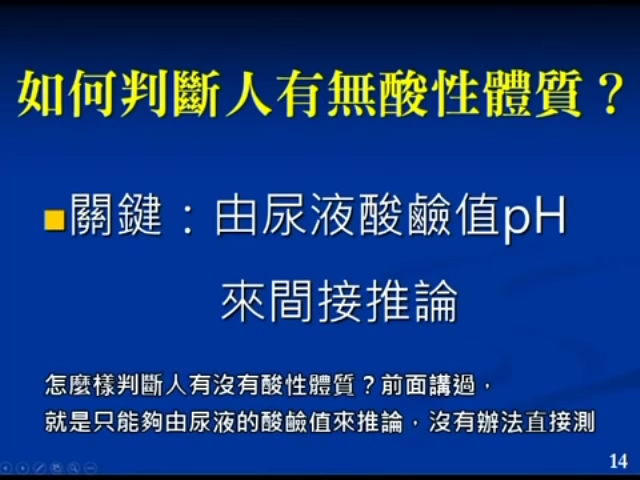 如何判斷人有無酸性體質？
關鍵：由尿液酸鹼值pH
來間接推論
怎麼樣判斷人有沒有酸性體質？前面講過，
就是只能夠由尿液的酸鹼值來推論，沒有辦法直接測
14